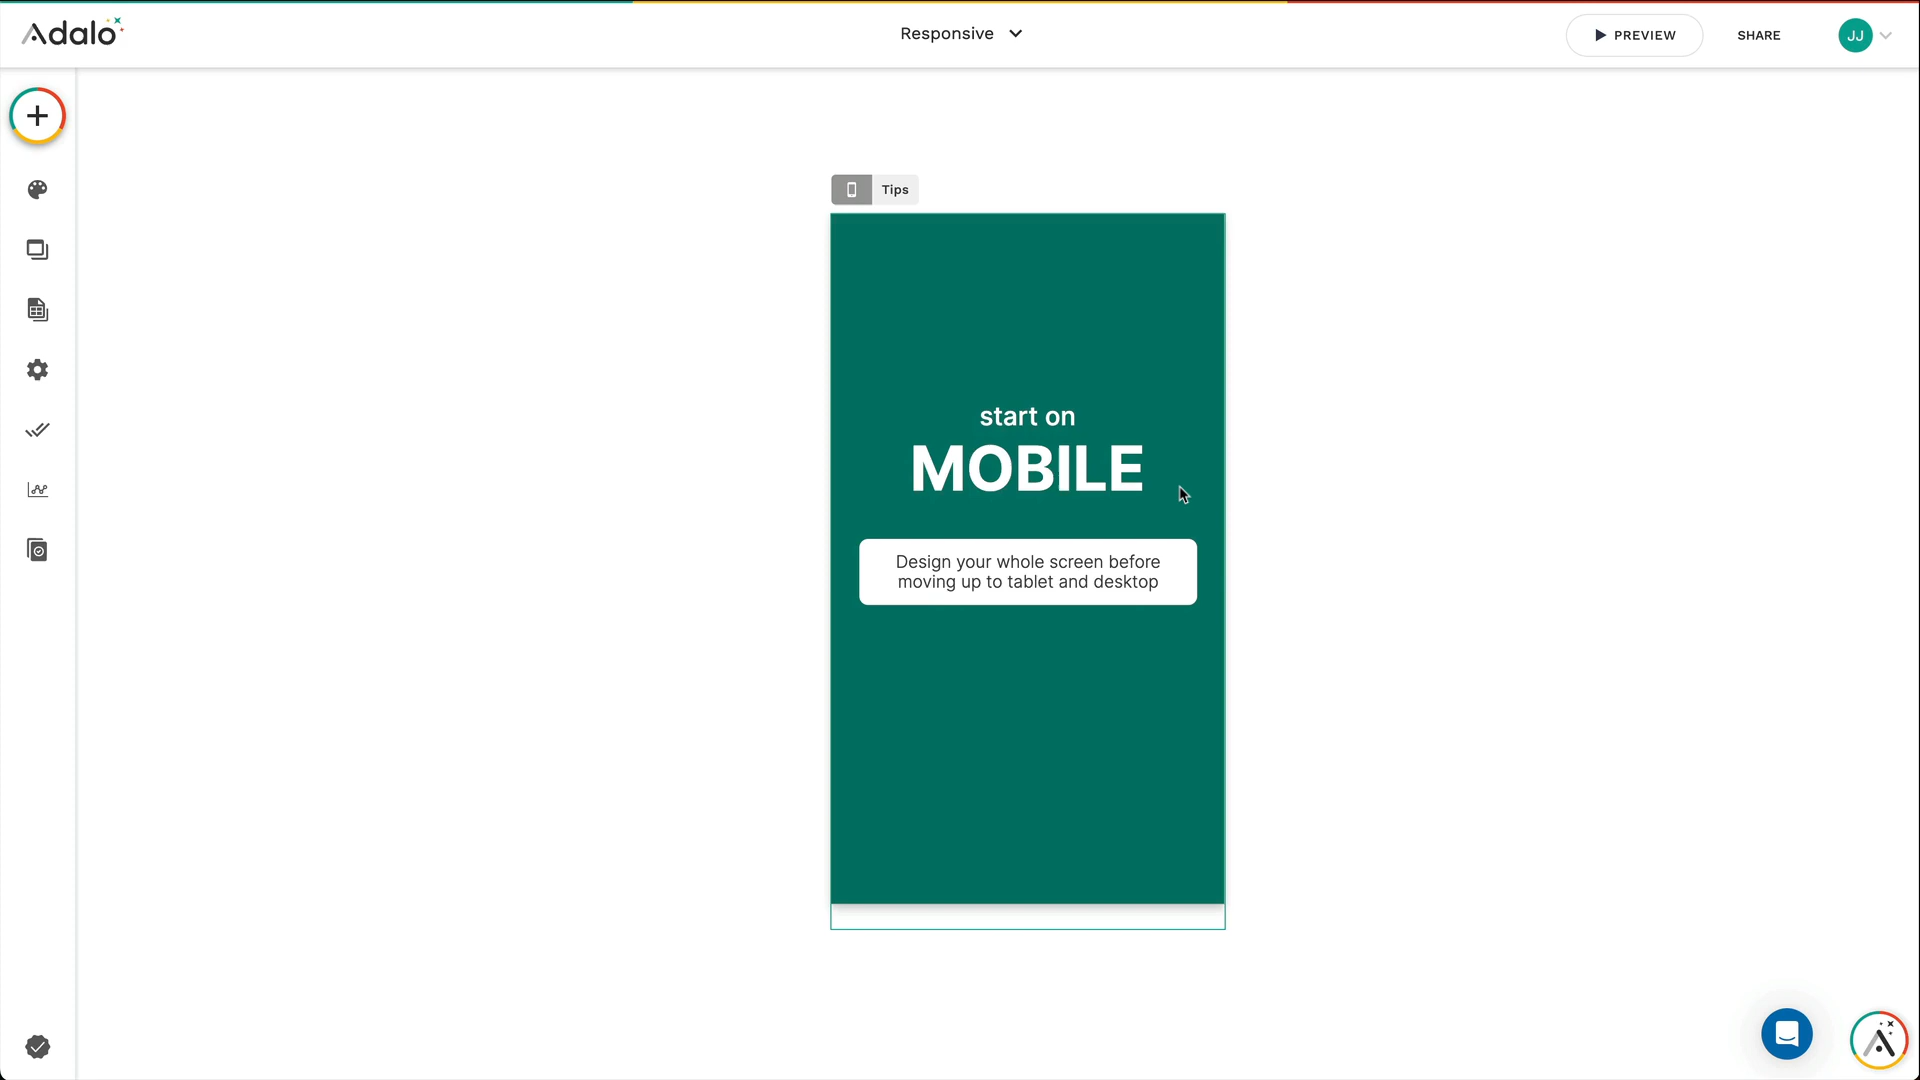 Adalo
Responsive
PREVIEW
SHARE
JJ
Tips
start on
MOBILE
Design your whole screen before
moving up to tablet and desktop